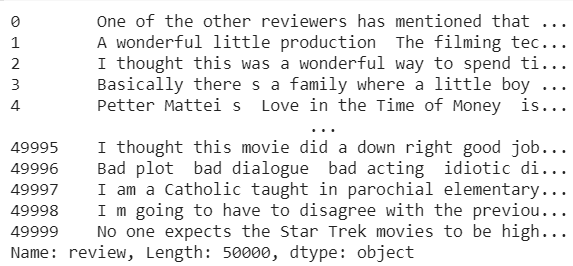 0        One of the other reviewers has mentioned that ...
1        A wonderful little production  The filming tec...
2        I thought this was a wonderful way to spend ti...
3        Basically there s a family where a little boy ...
4        Petter Mattei s  Love in the Time of Money  is...
                               ...
49995    I thought this movie did a down right good job...
49996    Bad plot  bad dialogue  bad acting  idiotic di...
49997    I am a Catholic taught in parochial elementary...
49998    I m going to have to disagree with the previou...
49999    No one expects the Star Trek movies to be high...
Name: review, Length: 50000, dtype: object